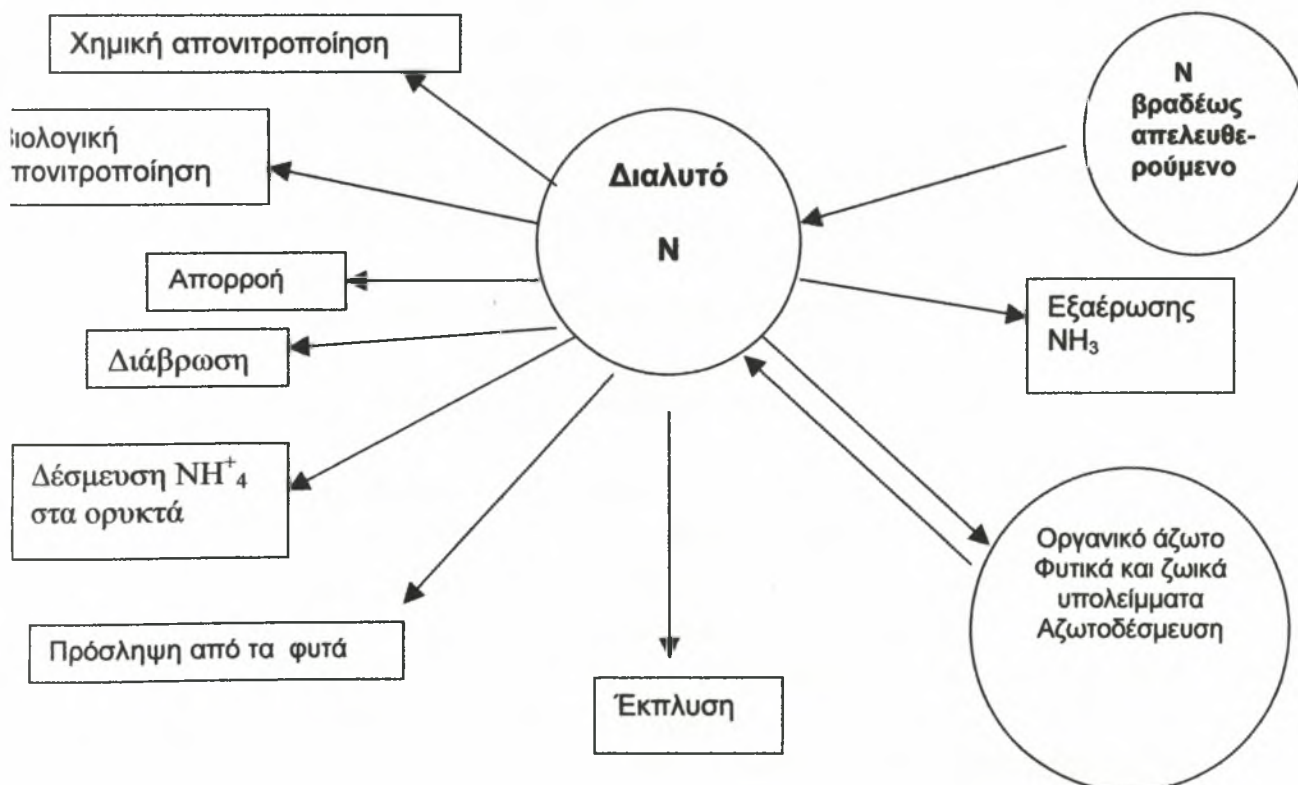 Χημική απονιτροποίηση
Ν
βραδέως
απελευθε-
ρούμενο
βιολογική
πονιτροποίηση
Διαλυτό
Ν
Απορροή
Εξαέρωσης
NH₃
Διάβρωση
Δέσμευση NH⁺₄
στα ορυκτά
Οργανικό άζωτο
Φυτικά και ζωικά
υπολείμματα
Αζωτοδέσμευση
Πρόσληψη από τα φυτά
Έκπλυση